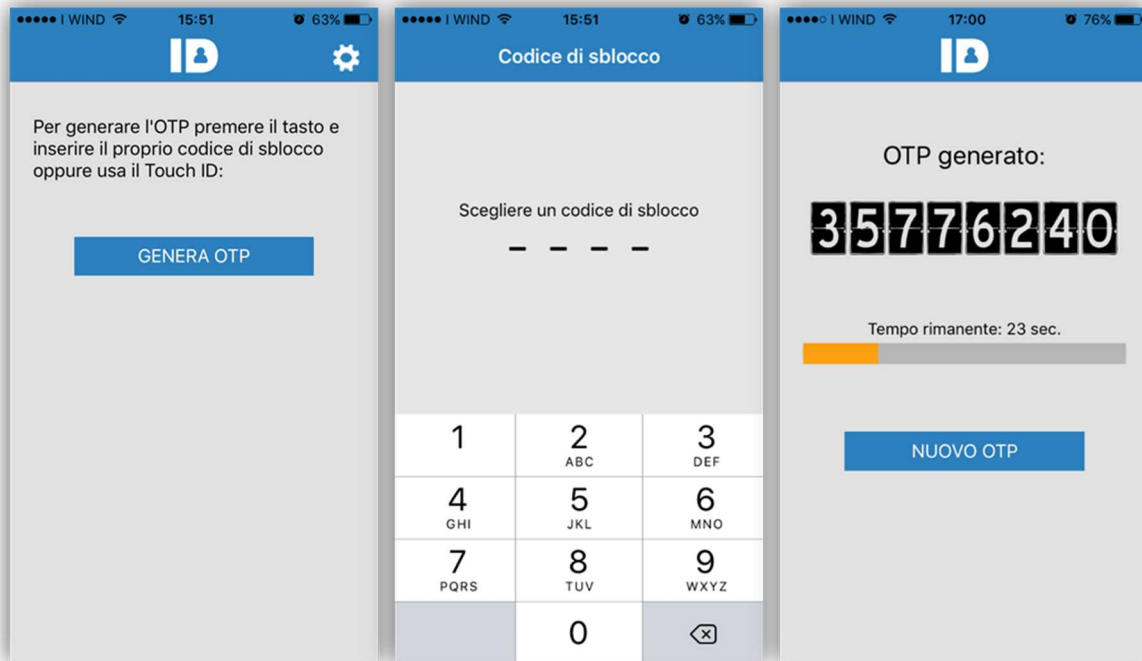 I WIND 15:51 63%
ID
Per generare l'OTP premere il tasto e
inserire il proprio codice di sblocco
oppure usa il Touch ID:
GENERA OTP
I WIND 15:51 63%
Codice di sblocco
Scegliere un codice di sblocco
1
2
ABC
3
DEF
4
GHI
5
JKL
6
MNO
7
PQRS
8
TUV
9
WXYZ
0
I WIND 17:00 76%
ID
OTP generato:
35776240
Tempo rimanente: 23 sec.
NUOVO OTP